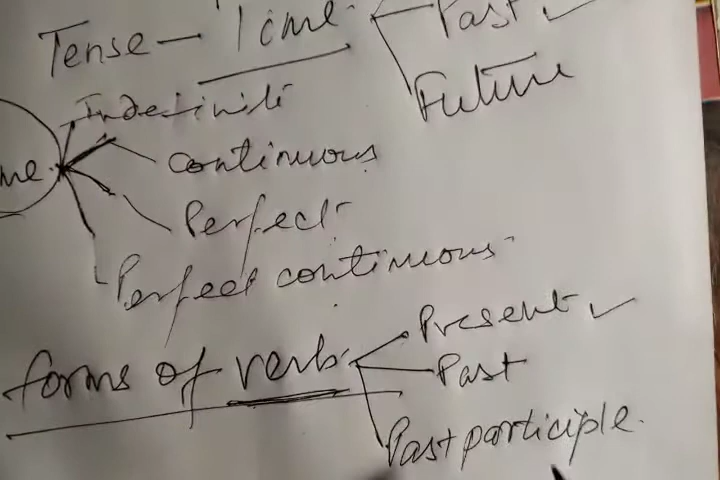 Past ✓
Tense — Time
Future
Indefinite
me
continuous
Perfect
Perfect continuous
Present ✓
forms of verb
Past
Past participle.